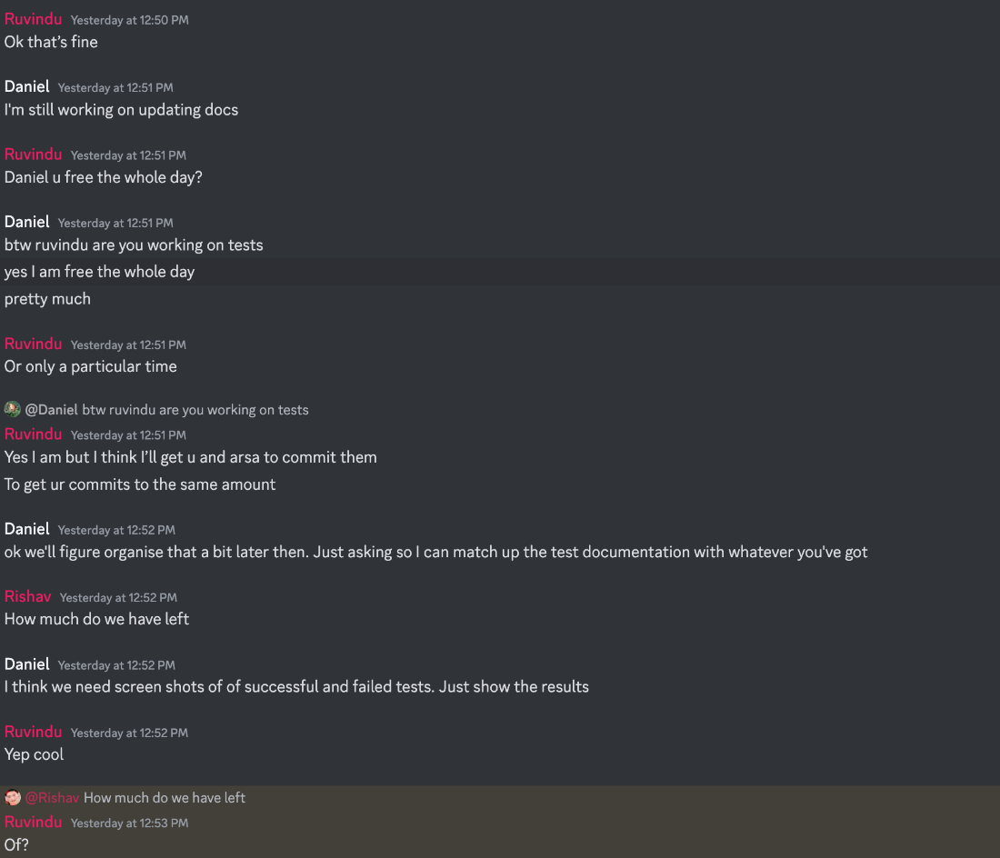 Ruvindu Yesterday at 12:50 PM
Ok that’s fine
Daniel Yesterday at 12:51 PM
I'm still working on updating docs
Ruvindu Yesterday at 12:51 PM
Daniel u free the whole day?
Daniel Yesterday at 12:51 PM
btw ruvindu are you working on tests
yes I am free the whole day
pretty much
Ruvindu Yesterday at 12:51 PM
Or only a particular time
@Daniel btw ruvindu are you working on tests
Ruvindu Yesterday at 12:51 PM
Yes I am but I think I’ll get u and arsa to commit them
To get ur commits to the same amount
Daniel Yesterday at 12:52 PM
ok we'll figure organise that a bit later then. Just asking so I can match up the test documentation with whatever you've got
Rishav Yesterday at 12:52 PM
How much do we have left
Daniel Yesterday at 12:52 PM
I think we need screen shots of of successful and failed tests. Just show the results
Ruvindu Yesterday at 12:52 PM
Yep cool
@Rishav How much do we have left
Ruvindu Yesterday at 12:53 PM
Of?